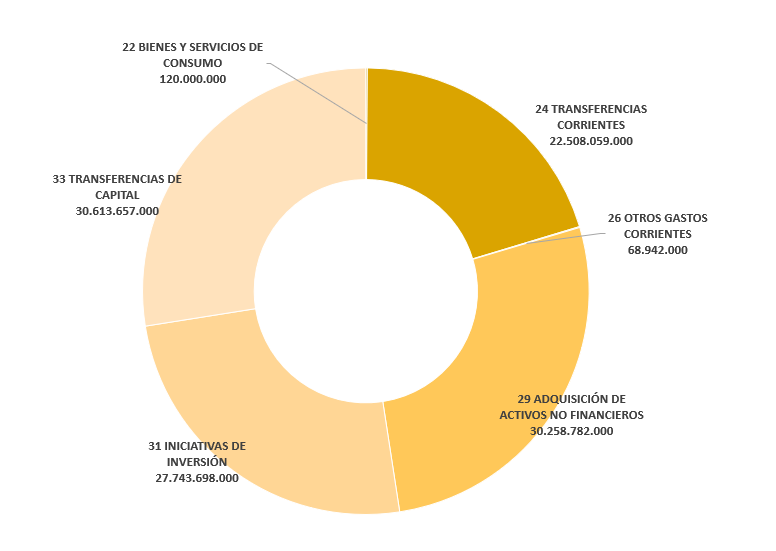 22 BIENES Y SERVICIOS DE
CONSUMO
120.000.000
24 TRANSFERENCIAS
CORRIENTES
22.508.059.000
26 OTROS GASTOS
CORRIENTES
68.942.000
29 ADQUISICIÓN DE
ACTIVOS NO FINANCIEROS
30.258.782.000
31 INICIATIVAS DE
INVERSIÓN
27.743.698.000
33 TRANSFERENCIAS DE
CAPITAL
30.613.657.000